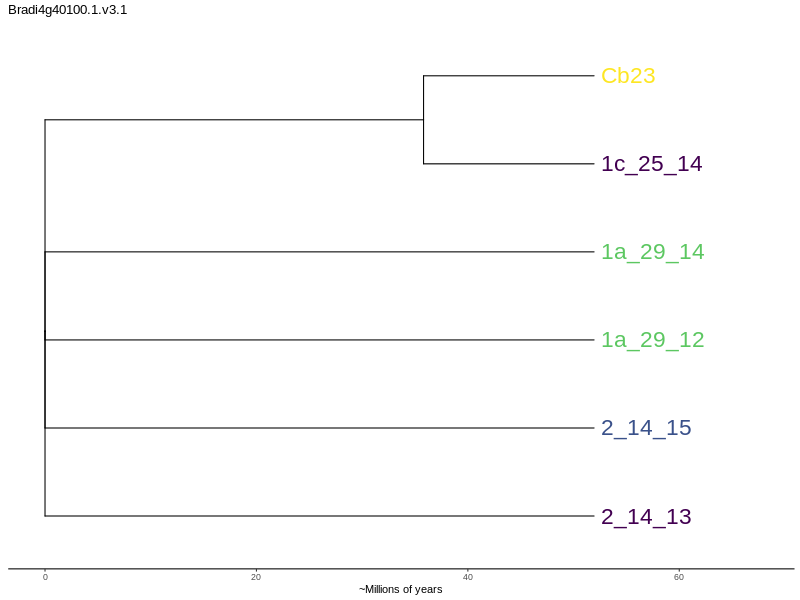 Bradi4g40100.1.v3.1
Cb23
1c_25_14
1a_29_14
1a_29_12
2_14_15
2_14_13
0 20 40 60
~Millions of years